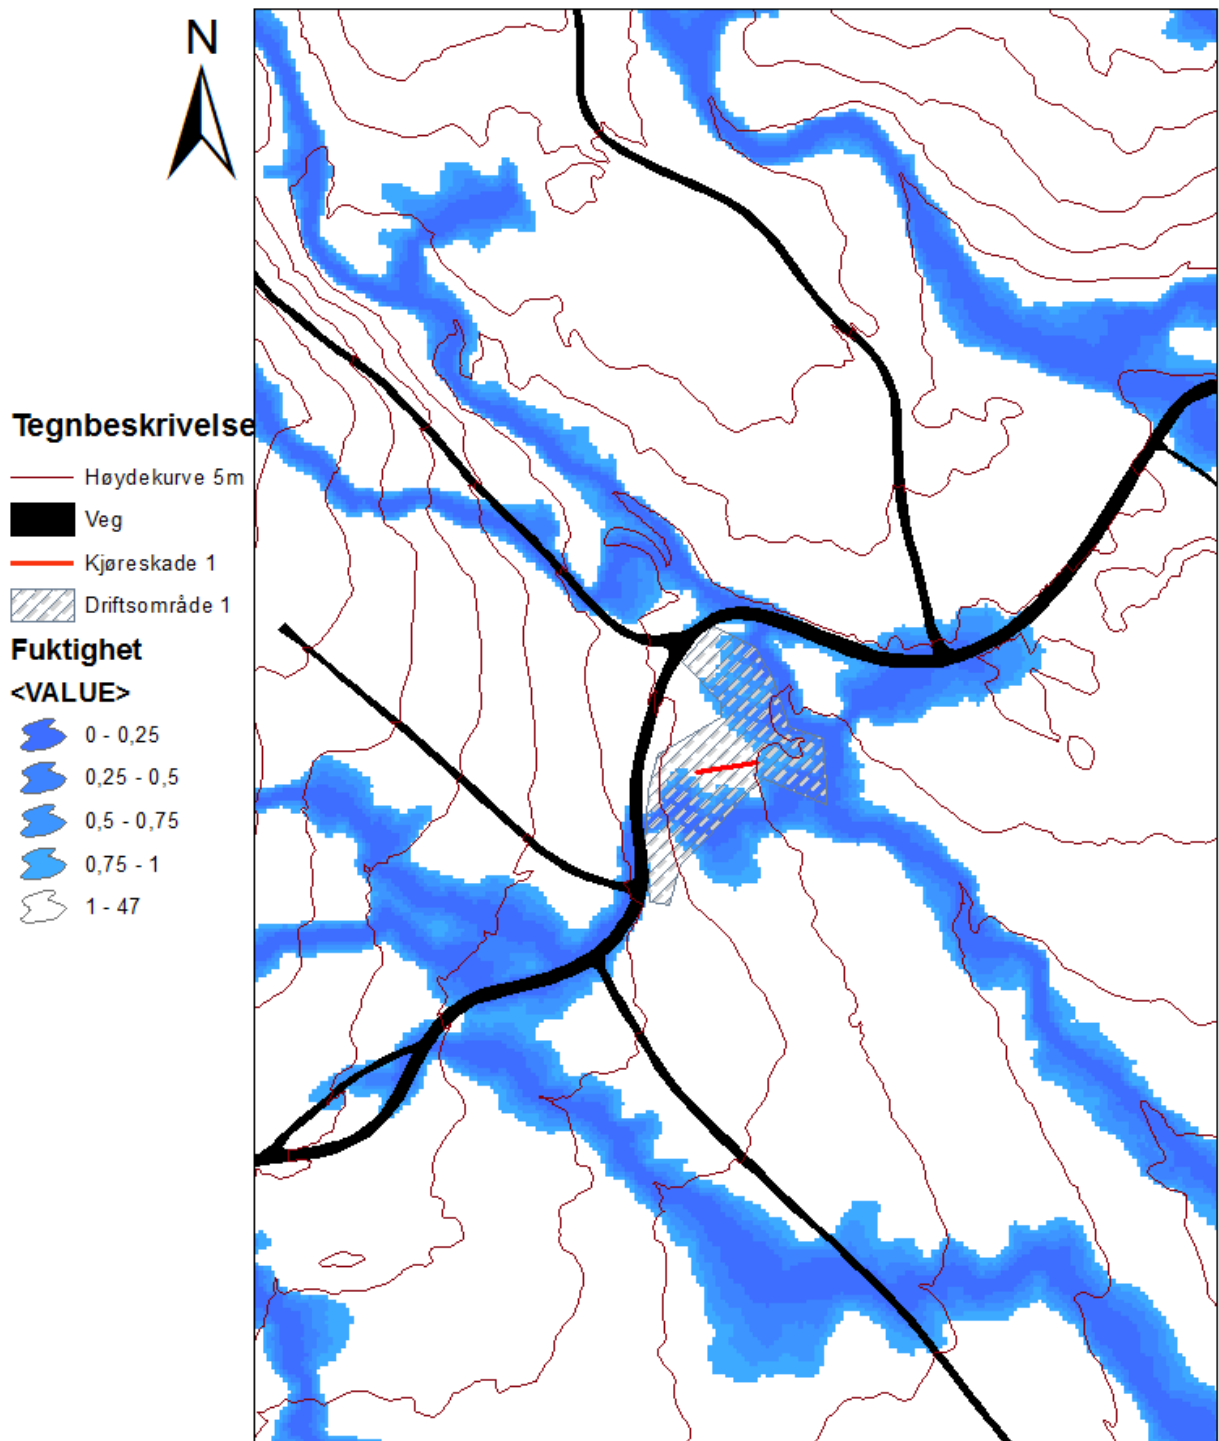 N
Tegnbeskrivelse
Høydekurve 5m
Veg
Kjøreskade 1
Driftsområde 1
Fuktighet
<VALUE>
0 - 0,25
0,25 - 0,5
0,5 - 0,75
0,75 - 1
1 - 47